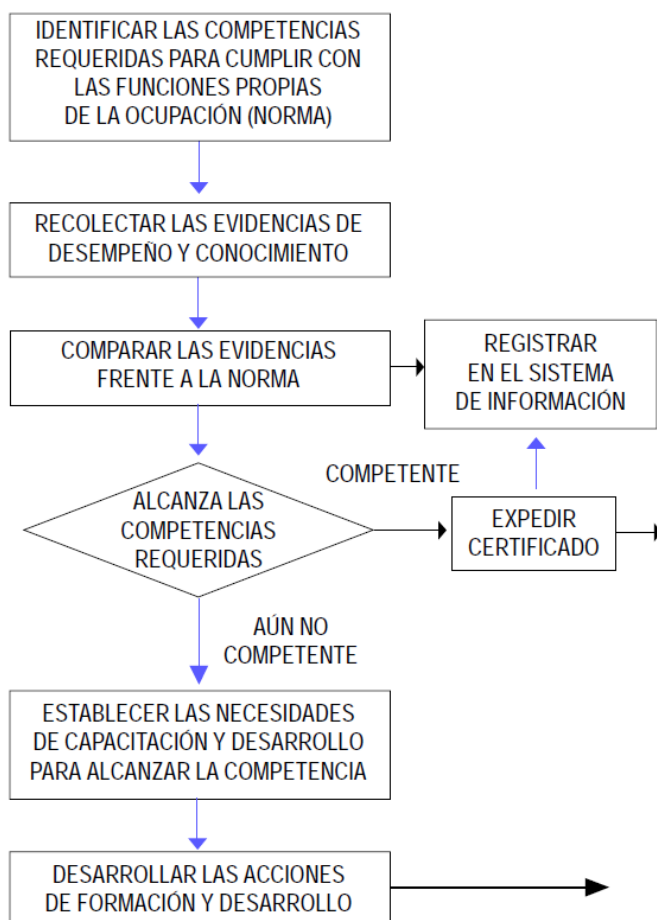 IDENTIFICAR LAS COMPETENCIAS
REQUERIDAS PARA CUMPLIR CON
LAS FUNCIONES PROPIAS
DE LA OCUPACIÓN (NORMA)
RECOLECTAR LAS EVIDENCIAS DE
DESEMPEÑO Y CONOCIMIENTO
COMPARAR LAS EVIDENCIAS
FRENTE A LA NORMA
REGISTRAR
EN EL SISTEMA
DE INFORMACIÓN
ALCANZA LAS
COMPETENCIAS
REQUERIDAS
COMPETENTE
EXPEDIR
CERTIFICADO
AÚN NO
COMPETENTE
ESTABLECER LAS NECESIDADES
DE CAPACITACIÓN Y DESARROLLO
PARA ALCANZAR LA COMPETENCIA
DESARROLLAR LAS ACCIONES
DE FORMACIÓN Y DESARROLLO